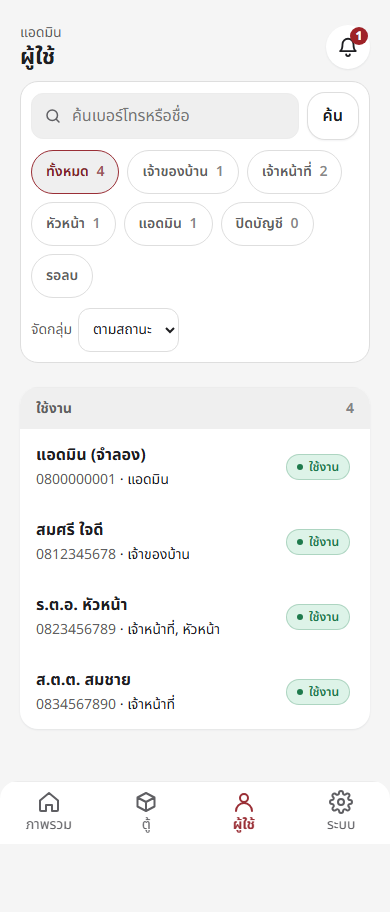 แอดมิน
ผู้ใช้
1
ค้นเบอร์โทรหรือชื่อ
ค้น
ทั้งหมด 4
เจ้าของบ้าน 1
เจ้าหน้าที่ 2
หัวหน้า 1
แอดมิน 1
ปิดบัญชี 0
รอลบ
จัดกลุ่ม ตามสถานะ
ใช้งาน 4
แอดมิน (จำลอง)
0800000001 · แอดมิน
ใช้งาน
สมศรี ใจดี
0812345678 · เจ้าของบ้าน
ใช้งาน
ร.ต.อ. หัวหน้า
0823456789 · เจ้าหน้าที่, หัวหน้า
ใช้งาน
ส.ต.ต. สมชาย
0834567890 · เจ้าหน้าที่
ใช้งาน
ภาพรวม
ตู้
ผู้ใช้
ระบบ